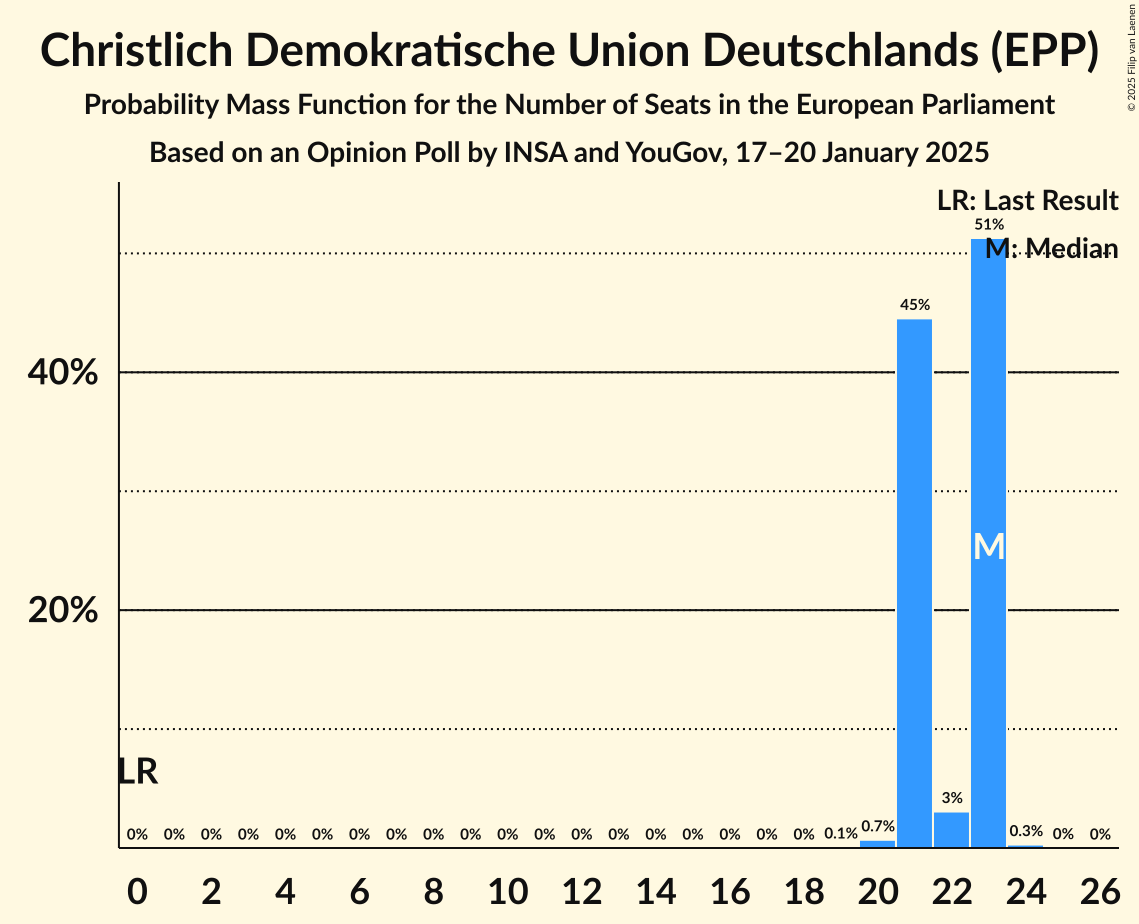 Christlich Demokratische Union Deutschlands (EPP)
Probability Mass Function for the Number of Seats in the European Parliament
Based on an Opinion Poll by INSA and YouGov, 17–20 January 2025
© 2025 Filip van Laenen
LR: Last Result
M: Median
40%
20%
LR
M
0% 0% 0% 0% 0% 0% 0% 0% 0% 0% 0% 0% 0% 0% 0% 0% 0% 0% 0% 0.1% 0.7% 45% 3% 51% 0.3% 0% 0%
0 2 4 6 8 10 12 14 16 18 20 22 24 26